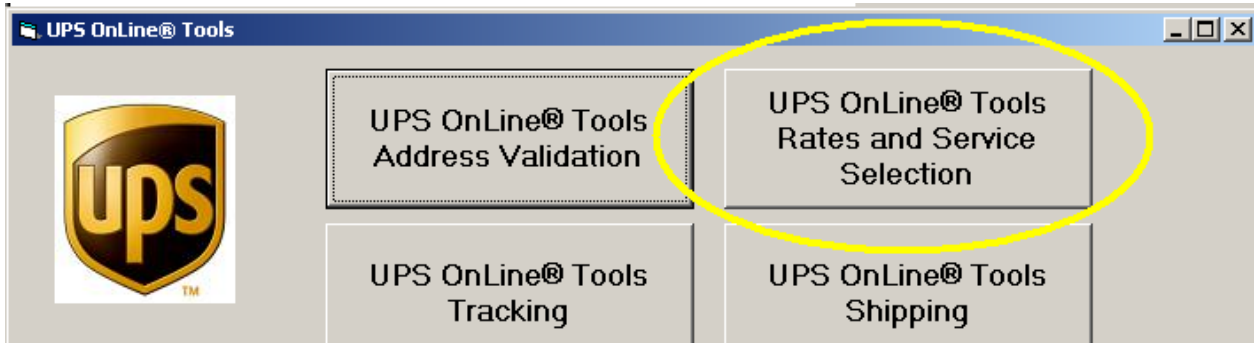 UPS OnLine® Tools
ups
TM
UPS OnLine® Tools
Address Validation
UPS OnLine® Tools
Rates and Service
Selection
UPS OnLine® Tools
Tracking
UPS OnLine® Tools
Shipping